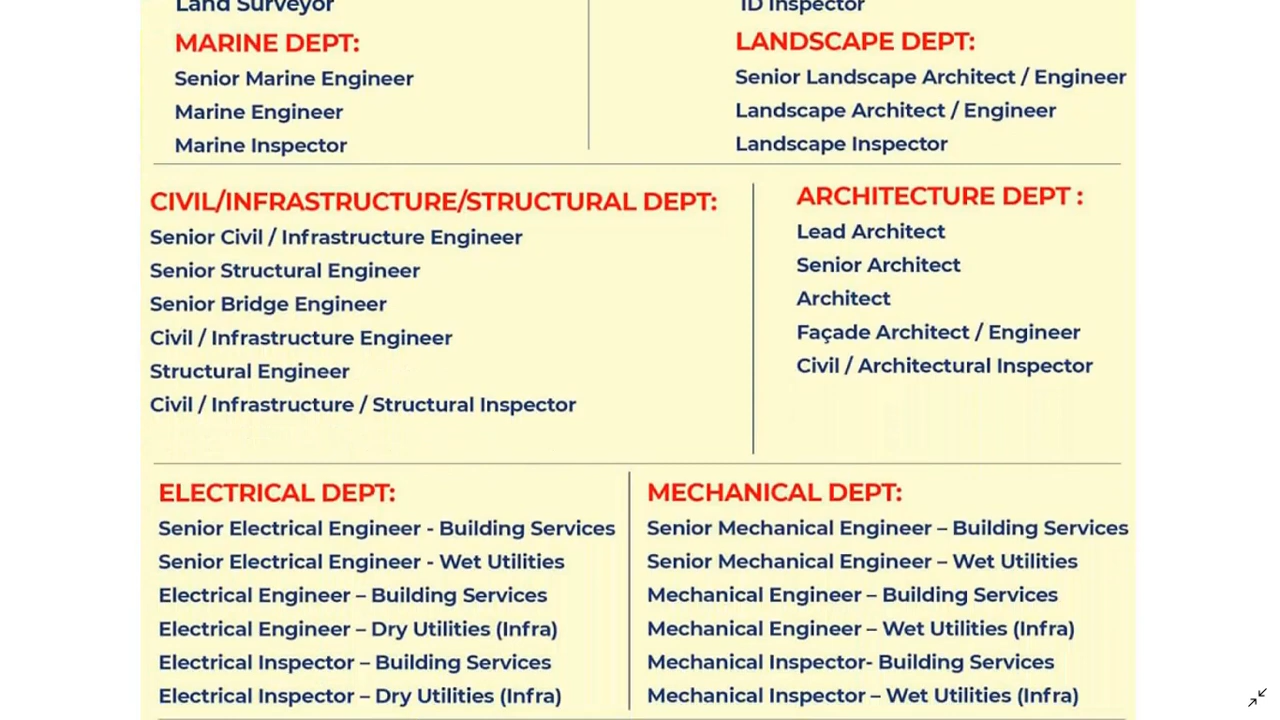 Land Surveyor
MARINE DEPT:
Senior Marine Engineer
Marine Engineer
Marine Inspector
ID Inspector
LANDSCAPE DEPT:
Senior Landscape Architect / Engineer
Landscape Architect / Engineer
Landscape Inspector
CIVIL/INFRASTRUCTURE/STRUCTURAL DEPT:
Senior Civil / Infrastructure Engineer
Senior Structural Engineer
Senior Bridge Engineer
Civil / Infrastructure Engineer
Structural Engineer
Civil / Infrastructure / Structural Inspector
ARCHITECTURE DEPT :
Lead Architect
Senior Architect
Architect
Façade Architect / Engineer
Civil / Architectural Inspector
ELECTRICAL DEPT:
Senior Electrical Engineer - Building Services
Senior Electrical Engineer - Wet Utilities
Electrical Engineer – Building Services
Electrical Engineer – Dry Utilities (Infra)
Electrical Inspector – Building Services
Electrical Inspector – Dry Utilities (Infra)
MECHANICAL DEPT:
Senior Mechanical Engineer – Building Services
Senior Mechanical Engineer – Wet Utilities
Mechanical Engineer – Building Services
Mechanical Engineer – Wet Utilities (Infra)
Mechanical Inspector- Building Services
Mechanical Inspector – Wet Utilities (Infra)